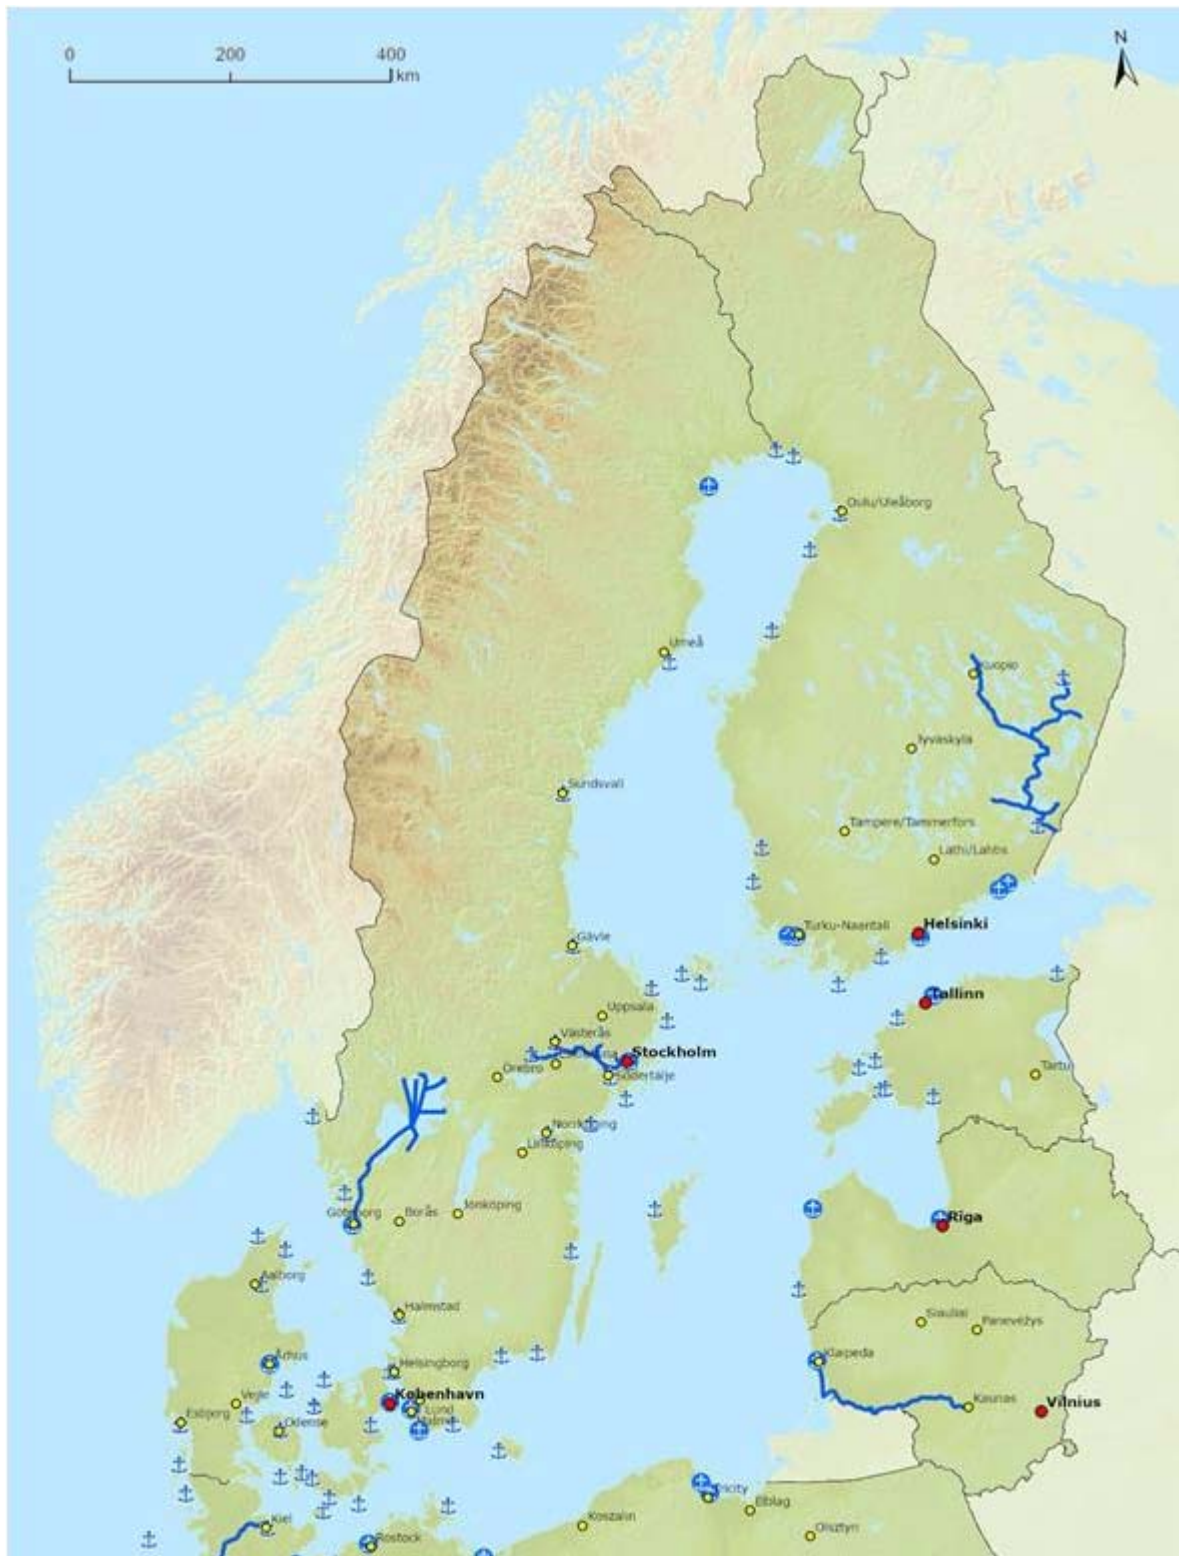 0 200 400
km
N
Oulu/Uleåborg
Umeå
Kuopio
Jyväskylä
Sundsvall
Tampere/Tammerfors
Lathi/Lahtis
Turku-Naantali
Helsinki
Gävle
Tallinn
Uppsala
Västerås
Stockholm
Örebro
Södertälje
Tartu
Norrköping
Linköping
Göteborg
Borås
Jönköping
Riga
Aalborg
Halmstad
Siauliai
Panevežys
Århus
Helsingborg
Klaipeda
København
Vejle
Lund
Kaunas
Vilnius
Esbjerg
Odense
Malmö
Tricity
Elblag
Kiel
Koszalin
Olsztyn
Rostock